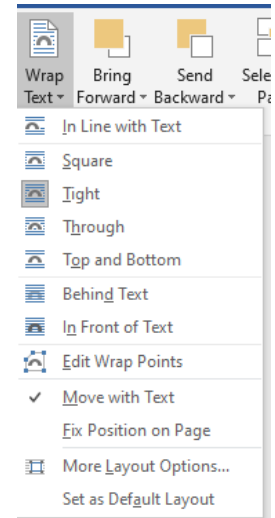 Wrap Bring Send Sele
Text Forward Backward Pa
In Line with Text
Square
Tight
Through
Top and Bottom
Behind Text
In Front of Text
Edit Wrap Points
Move with Text
Fix Position on Page
More Layout Options...
Set as Default Layout